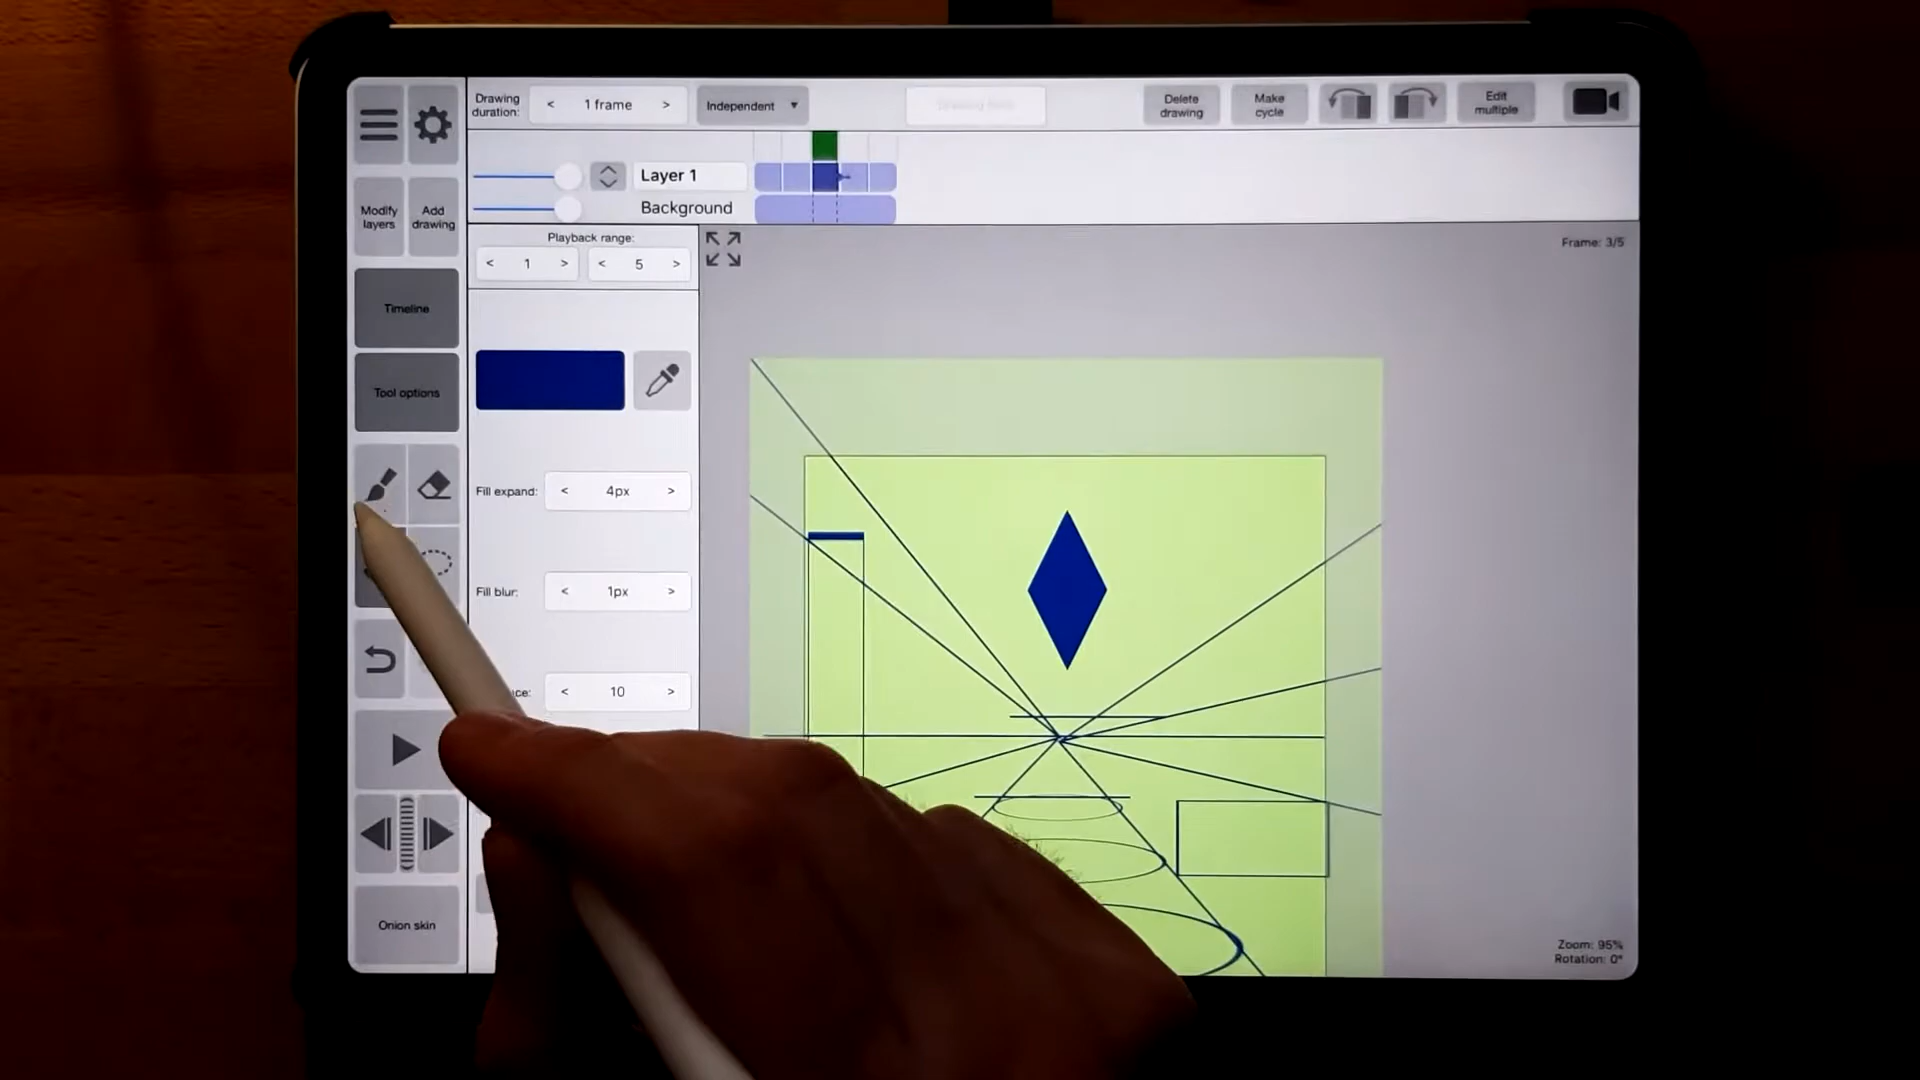 Drawing
duration:
< 1 frame >
Independent ▼
Delete
drawing
Make
cycle
Edit
multiple
Layer 1
Background
Modify
layers
Add
drawing
Playback range:
< 1 >
< 5 >
Frame: 3/5
Timeline
Tool options
Fill expand:
< 4px >
Fill blur:
< 1px >
< 10 >
Onion skin
Zoom: 95%
Rotation: 0°